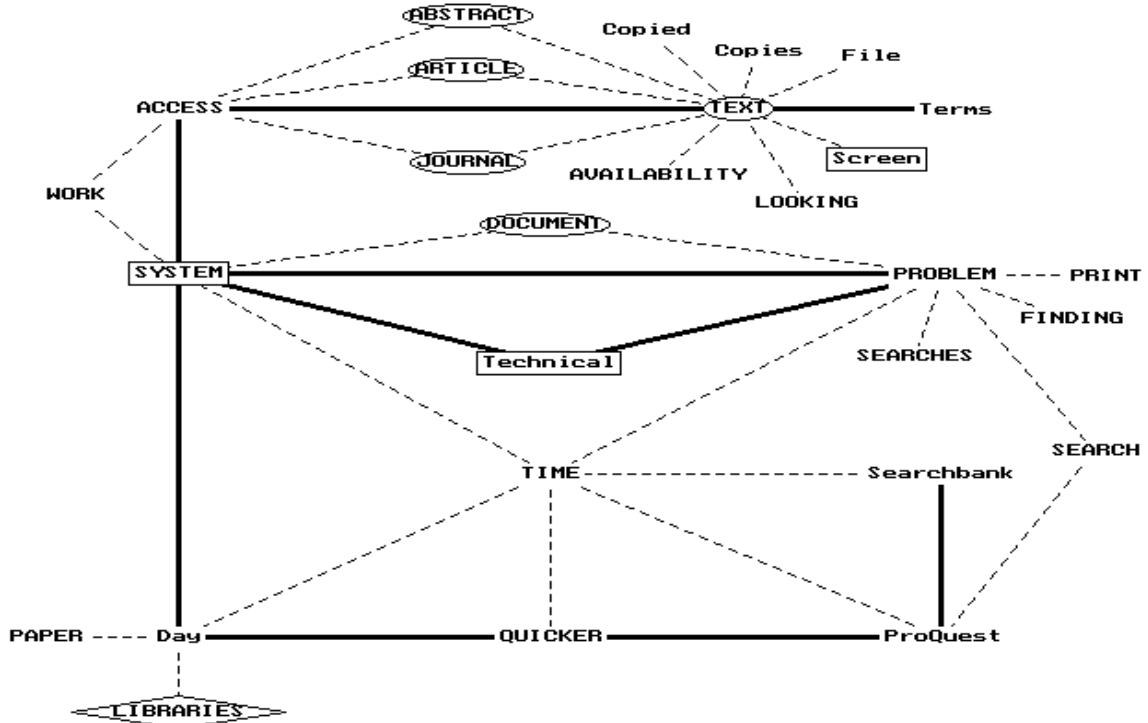 ABSTRACT
Copied
Copies
File
ARTICLE
ACCESS
TEXT
Terms
JOURNAL
Screen
AVAILABILITY
WORK
LOOKING
DOCUMENT
SYSTEM
PROBLEM
PRINT
FINDING
SEARCHES
Technical
SEARCH
TIME
Searchbank
PAPER
Day
QUICKER
ProQuest
LIBRARIES